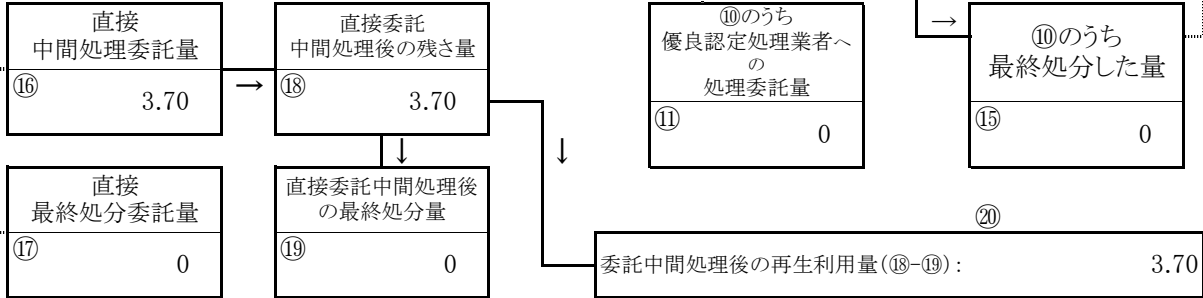 直接
中間処理委託量
⑯
3.70
→
直接委託
中間処理後の残さ量
⑱
3.70
⑩のうち
優良認定処理業者へ
の
処理委託量
⑪
0
→
⑩のうち
最終処分した量
⑮
0
↓
↓
直接
最終処分委託量
⑰
0
直接委託中間処理後
の最終処分量
⑲
0
⑳
委託中間処理後の再生利用量(⑱-⑲): 3.70